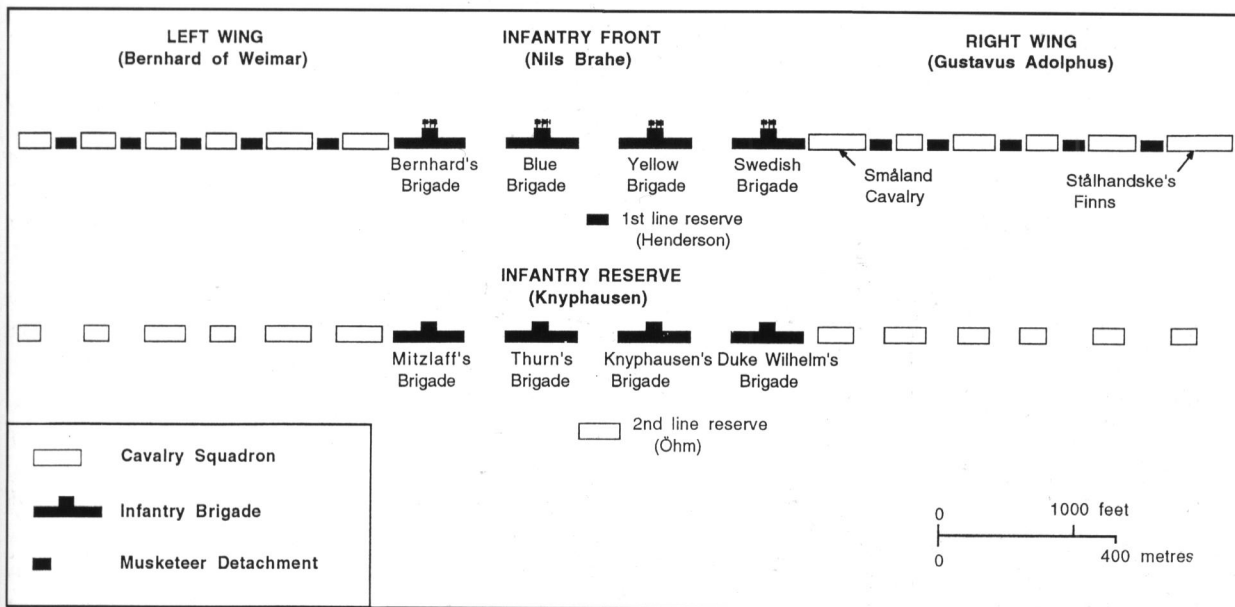 LEFT WING
(Bernhard of Weimar)
INFANTRY FRONT
(Nils Brahe)
RIGHT WING
(Gustavus Adolphus)
Bernhard's
Brigade
Blue
Brigade
Yellow
Brigade
Swedish
Brigade
Småland
Cavalry
Stålhandske's
Finns
1st line reserve
(Henderson)
INFANTRY RESERVE
(Knyphausen)
Mitzlaff's
Brigade
Thurn's
Brigade
Knyphausen's
Brigade
Duke Wilhelm's
Brigade
2nd line reserve
(Öhm)
Cavalry Squadron
Infantry Brigade
Musketeer Detachment
0 1000 feet
0 400 metres